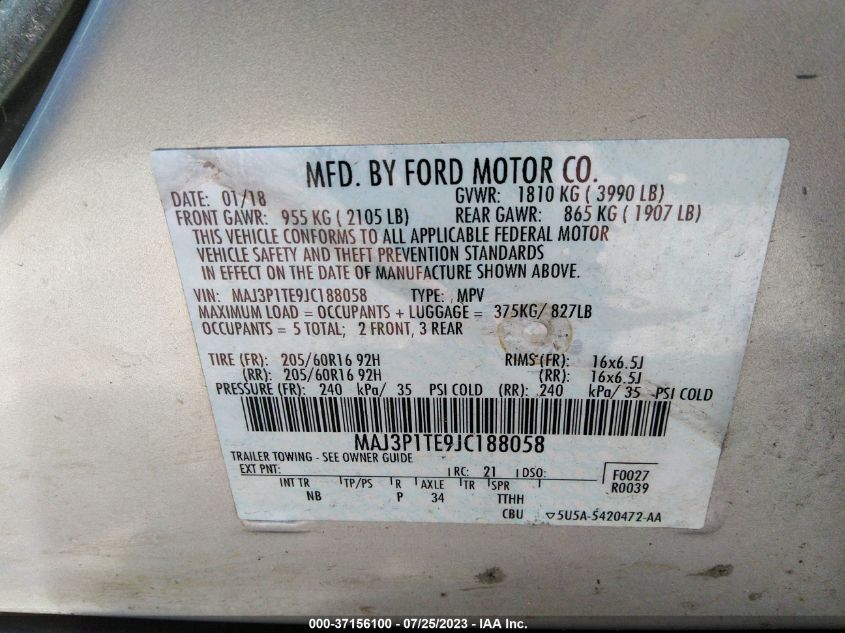 MFD. BY FORD MOTOR CO.
DATE: 01/18 GVWR: 1810 KG ( 3990 LB)
FRONT GAWR: 955 KG ( 2105 LB) REAR GAWR: 865 KG ( 1907 LB)
THIS VEHICLE CONFORMS TO ALL APPLICABLE FEDERAL MOTOR
VEHICLE SAFETY AND THEFT PREVENTION STANDARDS
IN EFFECT ON THE DATE OF MANUFACTURE SHOWN ABOVE.
VIN: MAJ3P1TE9JC188058 TYPE: MPV
MAXIMUM LOAD = OCCUPANTS + LUGGAGE = 375KG/ 827LB
OCCUPANTS = 5 TOTAL; 2 FRONT, 3 REAR
TIRE (FR): 205/60R16 92H RIMS (FR): 16x6.5J
(RR): 205/60R16 92H (RR): 16x6.5J
PRESSURE (FR): 240 kPa/ 35 PSI COLD (RR): 240 kPa/ 35 PSI COLD
MAJ3P1TE9JC188058
TRAILER TOWING - SEE OWNER GUIDE
EXT PNT: RC: 21 DSO: F0027
INT TR TP/PS R AXLE TR SPR R0039
NB P 34 TTHH
CBU ▽5U5A-5420472-AA
000-37156100 - 07/25/2023 - IAA Inc.